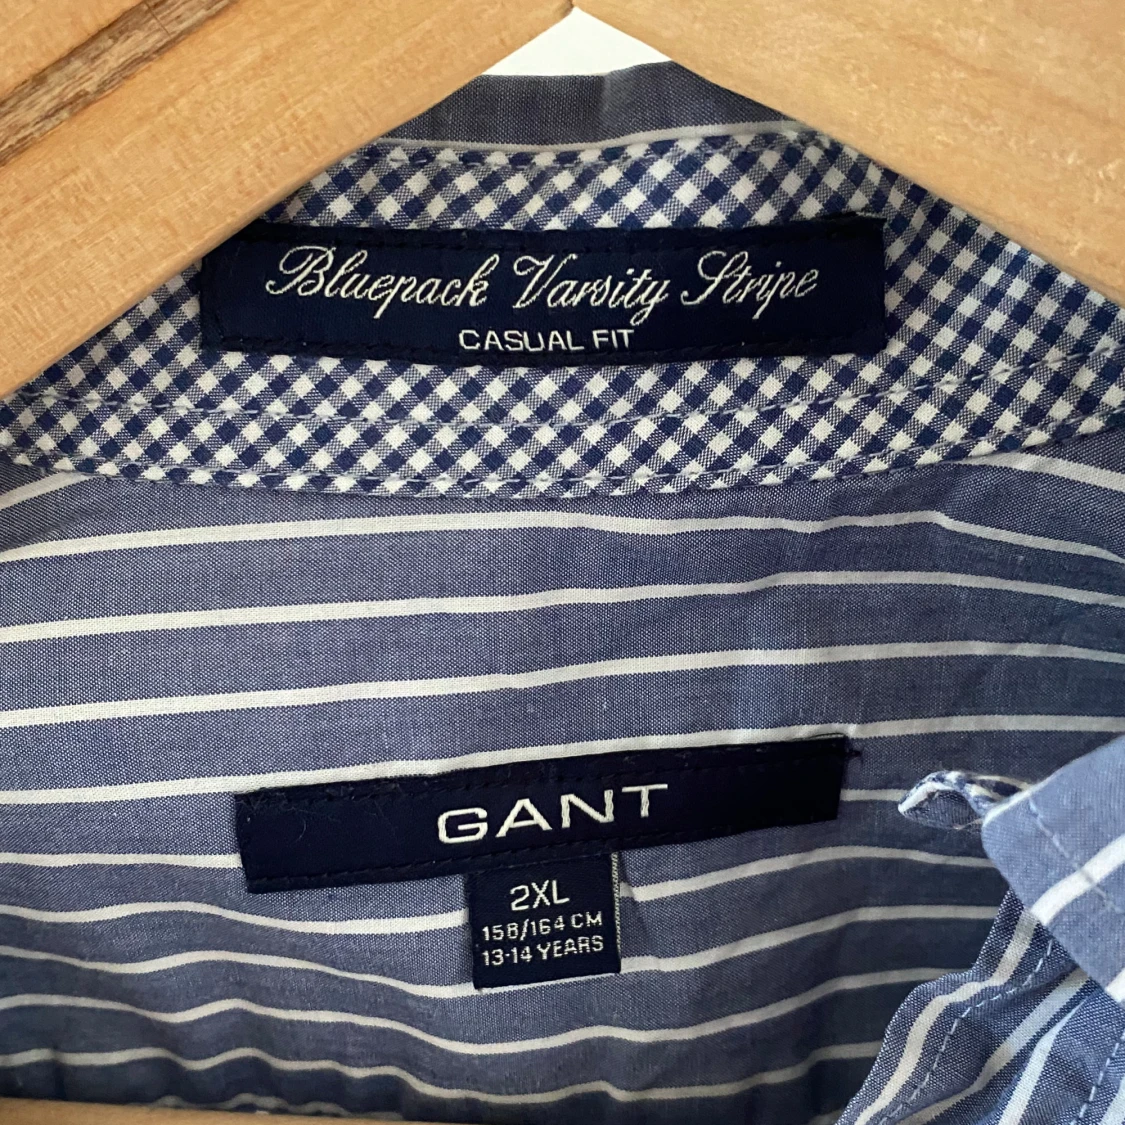 Bluepack Varsity Stripe
CASUAL FIT
GANT
2XL
158/164 CM
13-14 YEARS